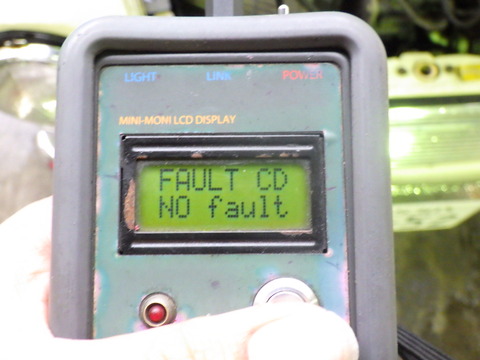 LIGHT LINK POWER
MINI-MONI LCD DISPLAY
FAULT CD
NO fault